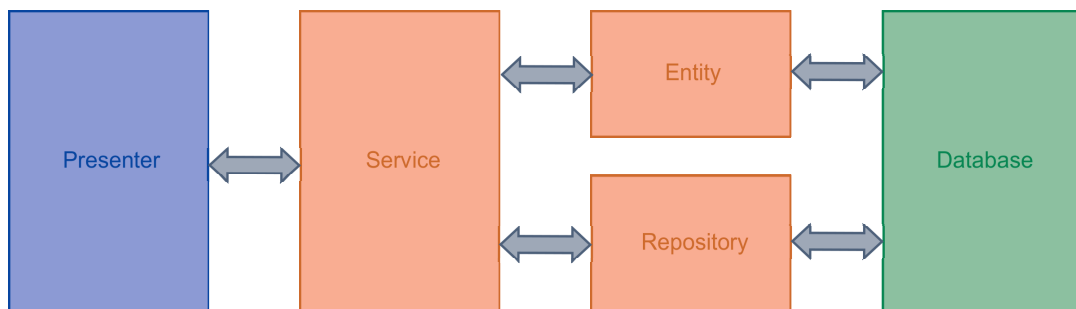 Presenter
Service
Entity
Repository
Database